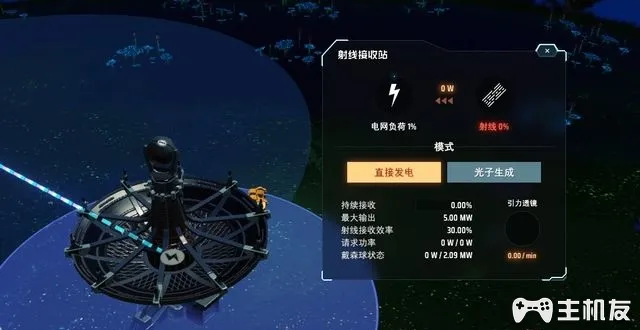 射线接收站
0 W
电网负荷 1%
射线 0%
模式
直接发电
光子生成
持续接收 0.00%
引力透镜
最大输出 5.00 MW
射线接收效率 30.00%
请求功率 0 W / 0 W
戴森球状态 0 W / 2.09 MW
0.00 / min
主机友